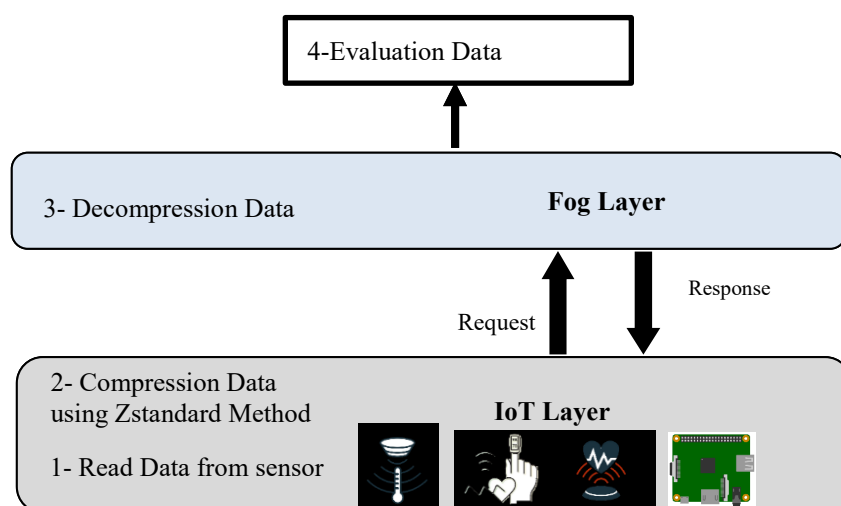 4-Evaluation Data
3- Decompression Data
Fog Layer
Request
Response
2- Compression Data
using Zstandard Method
IoT Layer
1- Read Data from sensor